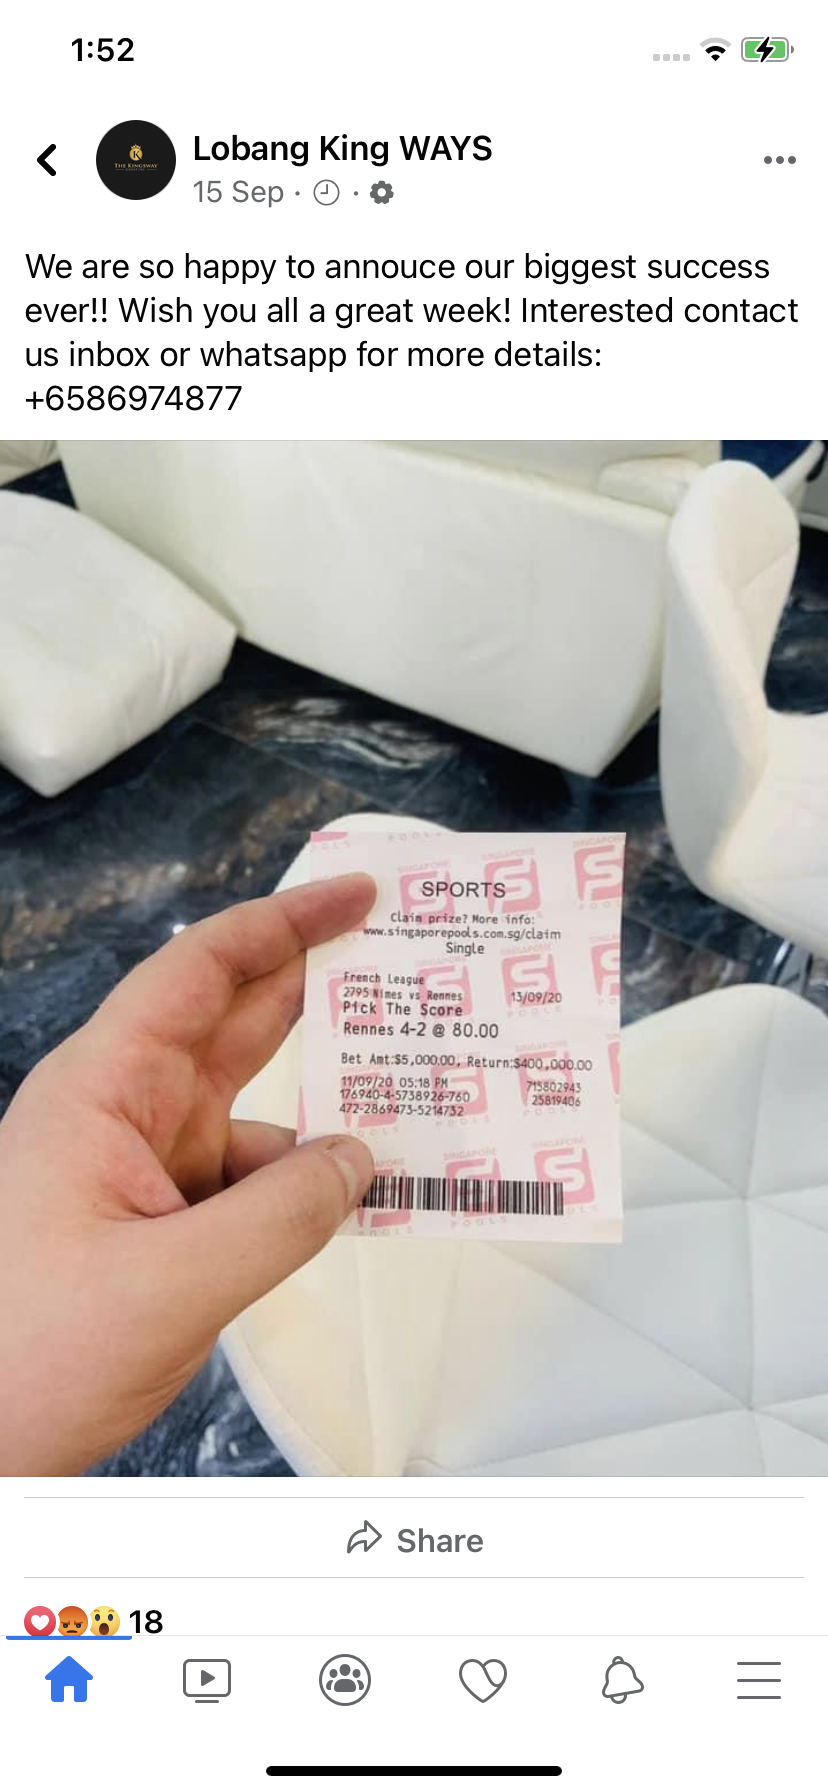 1:52
Lobang King WAYS
15 Sep
We are so happy to annouce our biggest success
ever!! Wish you all a great week! Interested contact
us inbox or whatsapp for more details:
+6586974877
THE KINGSWAY
SPORTS
Claim prize? More info:
www.singaporepools.com.sg/claim
Single
French League
2795 Nimes vs Rennes 13/09/20
Pick The Score
Rennes 4-2 @ 80.00
Bet Amt:$5,000.00, Return:$400,000.00
11/09/20 05:18 PM 715802943
176940-4-5738926-760 25819406
472-2869473-5214732
SINGAPORE
POOLS
Share
18